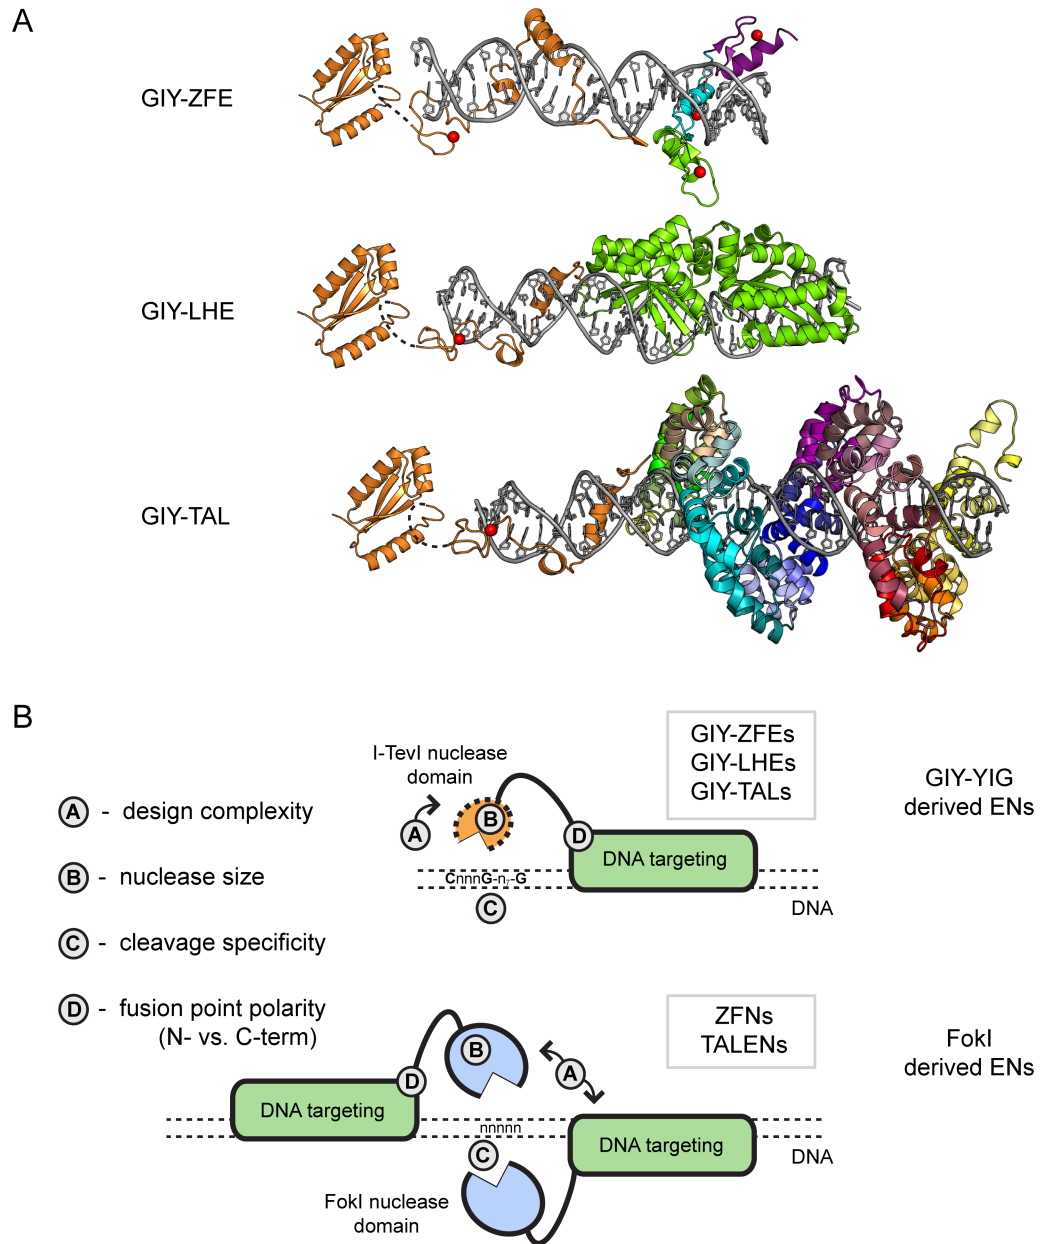 A
GIY-ZFE
GIY-LHE
GIY-TAL
B
A - design complexity
B - nuclease size
C - cleavage specificity
D - fusion point polarity
(N- vs. C-term)
I-TevI nuclease
domain
A
B
D
DNA targeting
CnnnG-n₇-G
C
DNA
GIY-ZFEs
GIY-LHEs
GIY-TALs
GIY-YIG
derived ENs
ZFNs
TALENs
FokI
derived ENs
B
A
D
DNA targeting
nnnnn
DNA targeting
C
DNA
FokI nuclease
domain